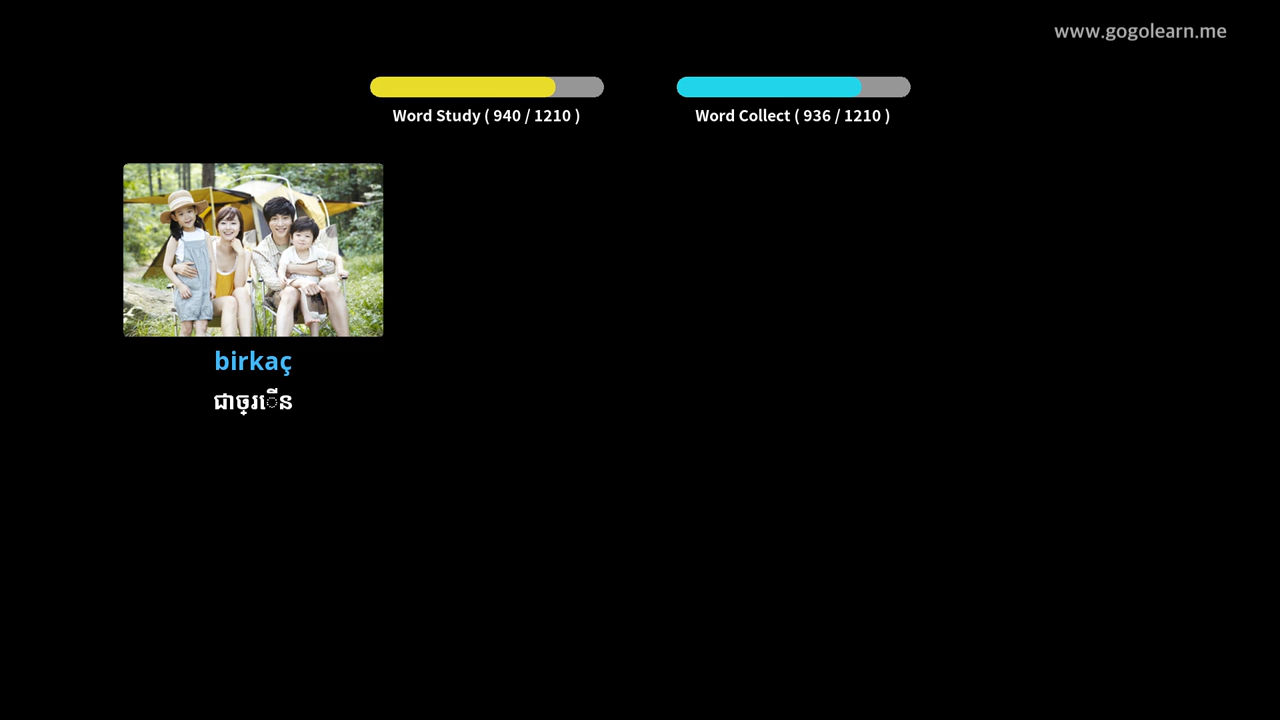 www.gogolearn.me
Word Study ( 940 / 1210 )
Word Collect ( 936 / 1210 )
birkaç
ជាច្រើន